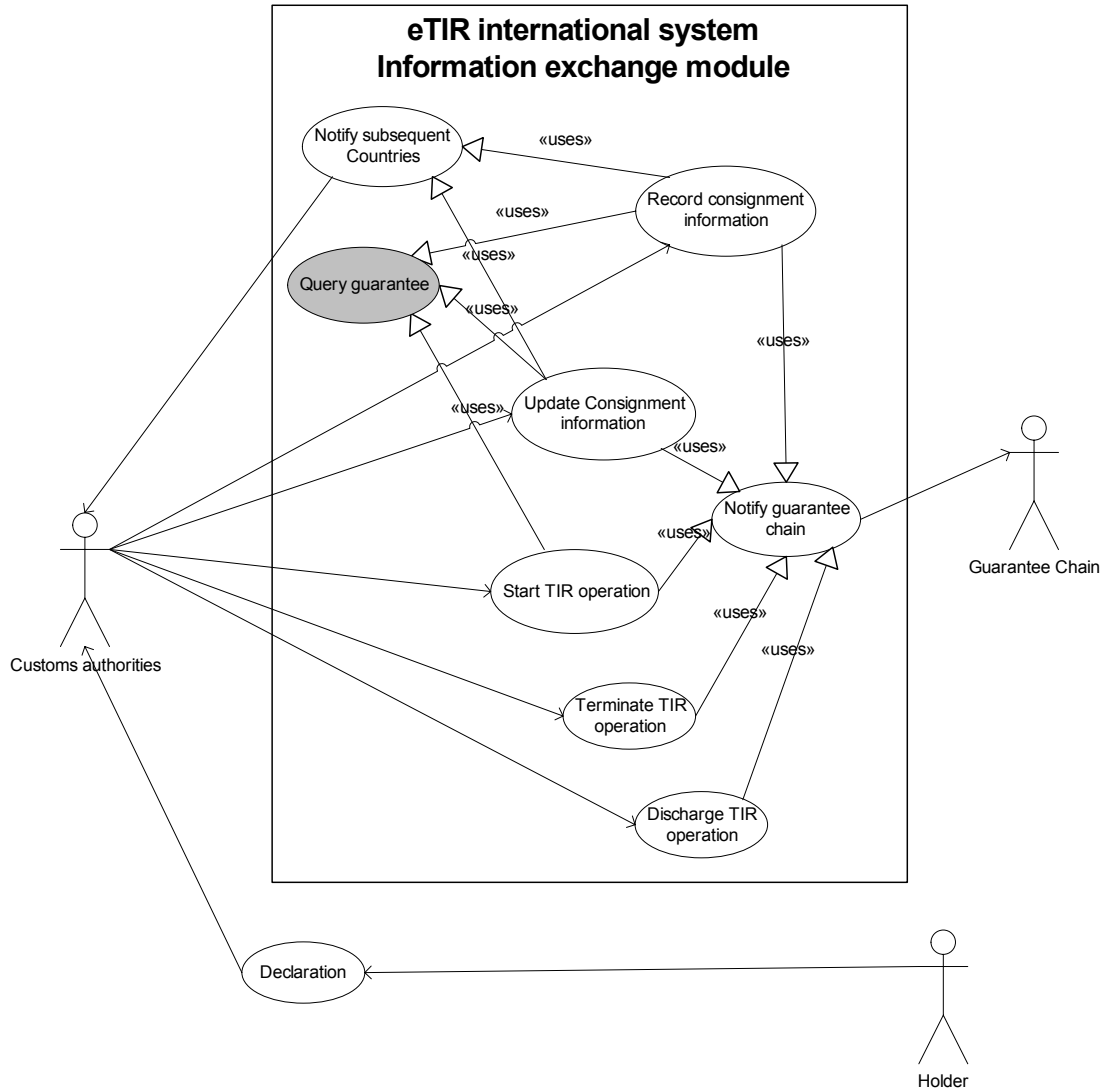 eTIR international system
Information exchange module
Notify subsequent
Countries
«uses»
Record consignment
information
«uses»
«uses»
Query guarantee
«uses»
«uses»
Update Consignment
information
«uses»
«uses»
Notify guarantee
chain
«uses»
Start TIR operation
Guarantee Chain
«uses»
«uses»
Customs authorities
Terminate TIR
operation
Discharge TIR
operation
Declaration
Holder